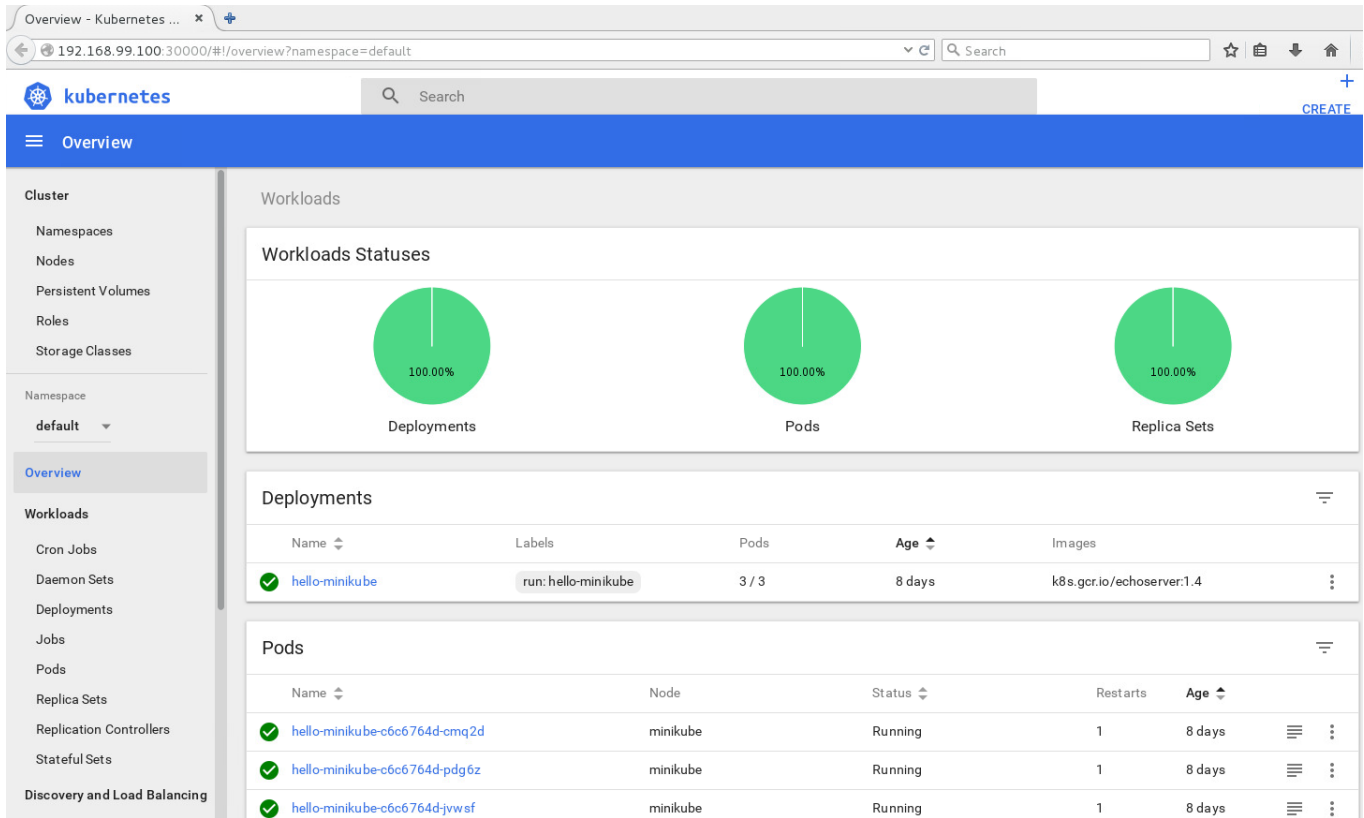 Overview - Kubernetes ...
192.168.99.100:30000/#!/overview?namespace=default
Search
kubernetes
Search
CREATE
Overview
Cluster
Namespaces
Nodes
Persistent Volumes
Roles
Storage Classes
Namespace
default
Overview
Workloads
Cron Jobs
Daemon Sets
Deployments
Jobs
Pods
Replica Sets
Replication Controllers
Stateful Sets
Discovery and Load Balancing
Workloads
Workloads Statuses
100.00% 100.00% 100.00%
Deployments Pods Replica Sets
Deployments
Name Labels Pods Age Images
hello-minikube run: hello-minikube 3 / 3 8 days k8s.gcr.io/echoserver:1.4
Pods
Name Node Status Restarts Age
hello-minikube-c6c6764d-cmq2d minikube Running 1 8 days
hello-minikube-c6c6764d-pdg6z minikube Running 1 8 days
hello-minikube-c6c6764d-jvwsf minikube Running 1 8 days